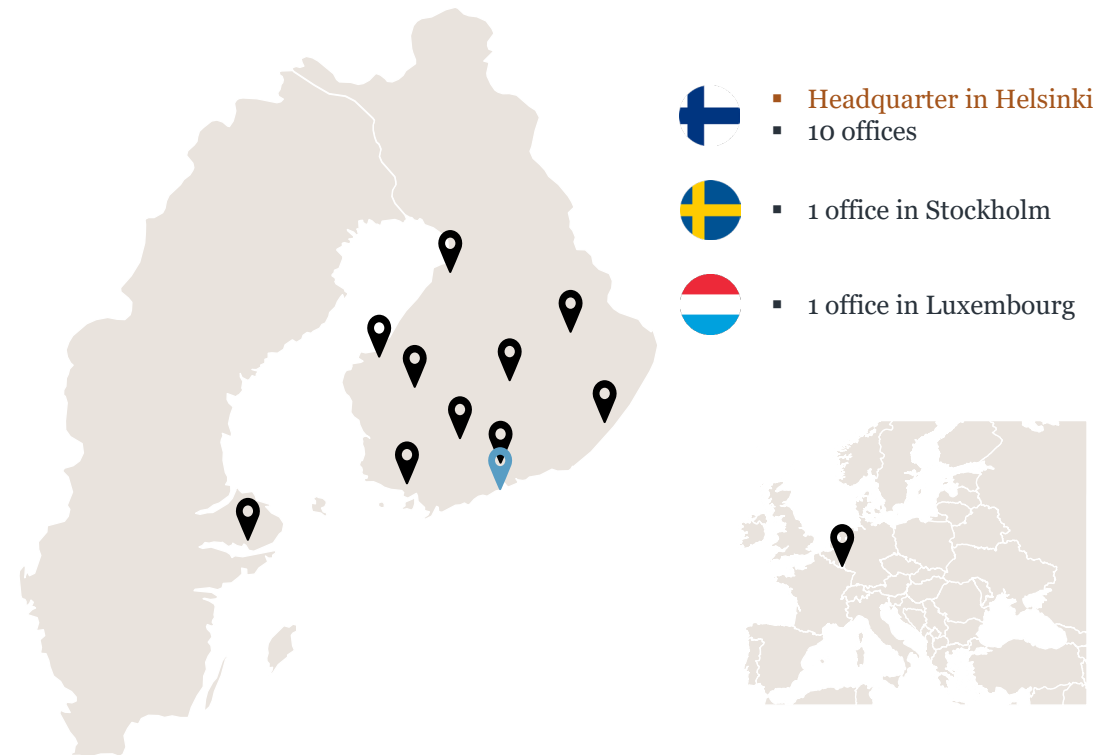 ▪ Headquarter in Helsinki
▪ 10 offices
▪ 1 office in Stockholm
▪ 1 office in Luxembourg